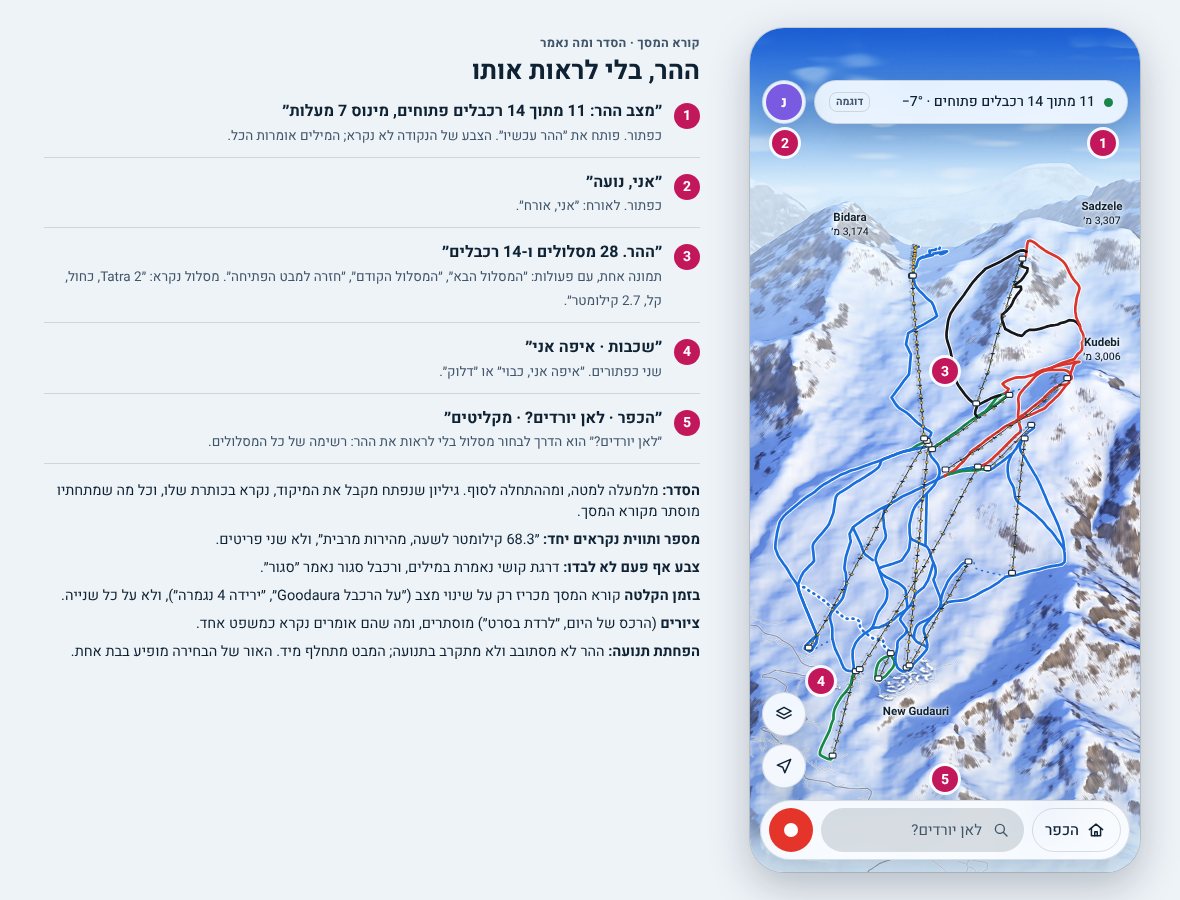 קורא המסך · הסדר ומה נאמר
ההר, בלי לראות אותו
1
״מצב ההר: 11 מתוך 14 רכבלים פתוחים, מינוס 7 מעלות״
כפתור. פותח את ״ההר עכשיו״. הצבע של הנקודה לא נקרא; המילים אומרות הכל.
2
״אני, נועה״
כפתור. לאורח: ״אני, אורח״.
3
״ההר. 28 מסלולים ו-14 רכבלים״
תמונה אחת, עם פעולות: ״המסלול הבא״, ״המסלול הקודם״, ״חזרה למבט הפתיחה״. מסלול נקרא: ״Tatra 2, כחול,
קל, 2.7 קילומטר״.
4
״שכבות · איפה אני״
שני כפתורים. ״איפה אני, כבוי״ או ״דלוק״.
5
״הכפר · לאן יורדים? · מקליטים״
״לאן יורדים?״ הוא הדרך לבחור מסלול בלי לראות את ההר: רשימה של כל המסלולים.
הסדר: מלמעלה למטה, ומההתחלה לסוף. גיליון שנפתח מקבל את המיקוד, נקרא בכותרת שלו, וכל מה שמתחתיו
מוסתר מקורא המסך.
מספר ותווית נקראים יחד: ״68.3 קילומטר לשעה, מהירות מרבית״, ולא שני פריטים.
צבע אף פעם לא לבדו: דרגת קושי נאמרת במילים, ורכבל סגור נאמר ״סגור״.
בזמן הקלטה קורא המסך מכריז רק על שינוי מצב (״על הרכבל Goodaura״, ״ירידה 4 נגמרה״), ולא על כל שנייה.
ציורים (הרכס של היום, ״לרדת בסרט״) מוסתרים, ומה שהם אומרים נקרא כמשפט אחד.
הפחתת תנועה: ההר לא מסתובב ולא מתקרב בתנועה; המבט מתחלף מיד. האור של הבחירה מופיע בבת אחת.
11 מתוך 14 רכבלים פתוחים · ‎−7°
דוגמה
נ
1
2
Sadzele
3,307 מ׳
Bidara
3,174 מ׳
Kudebi
3,006 מ׳
3
4
New Gudauri
5
הכפר
לאן יורדים?